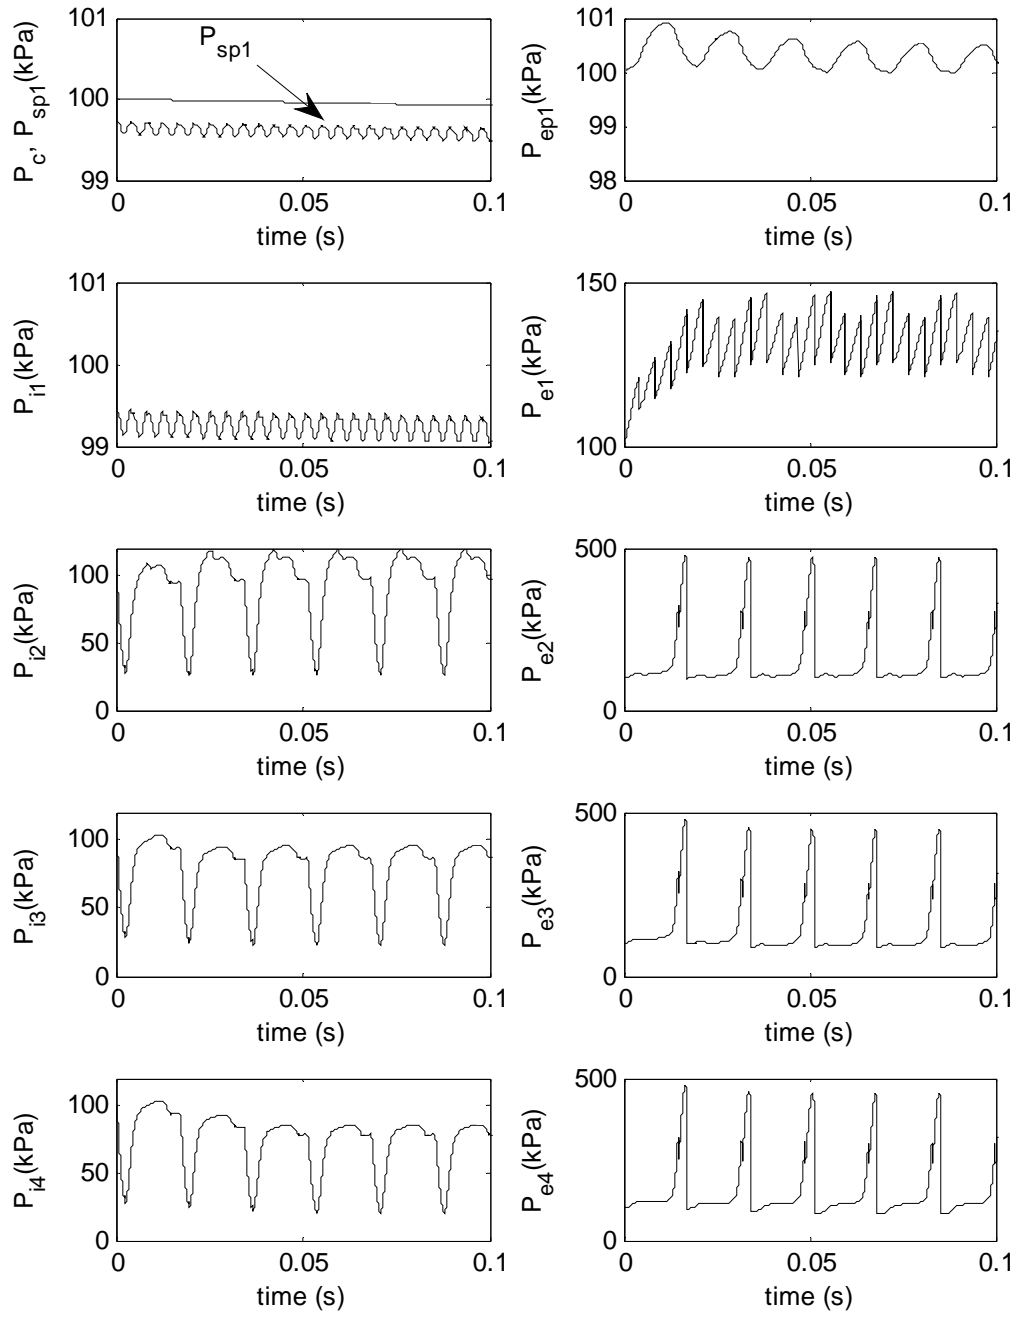 P_c, P_sp1(kPa)
101
100
99
P_sp1
0 0.05 0.1
time (s)
P_ep1(kPa)
101
100
99
98
0 0.05 0.1
time (s)
P_i1(kPa)
101
100
99
0 0.05 0.1
time (s)
P_e1(kPa)
150
100
0 0.05 0.1
time (s)
P_i2(kPa)
100
50
0
0 0.05 0.1
time (s)
P_e2(kPa)
500
0
0 0.05 0.1
time (s)
P_i3(kPa)
100
50
0
0 0.05 0.1
time (s)
P_e3(kPa)
500
0
0 0.05 0.1
time (s)
P_i4(kPa)
100
50
0
0 0.05 0.1
time (s)
P_e4(kPa)
500
0
0 0.05 0.1
time (s)